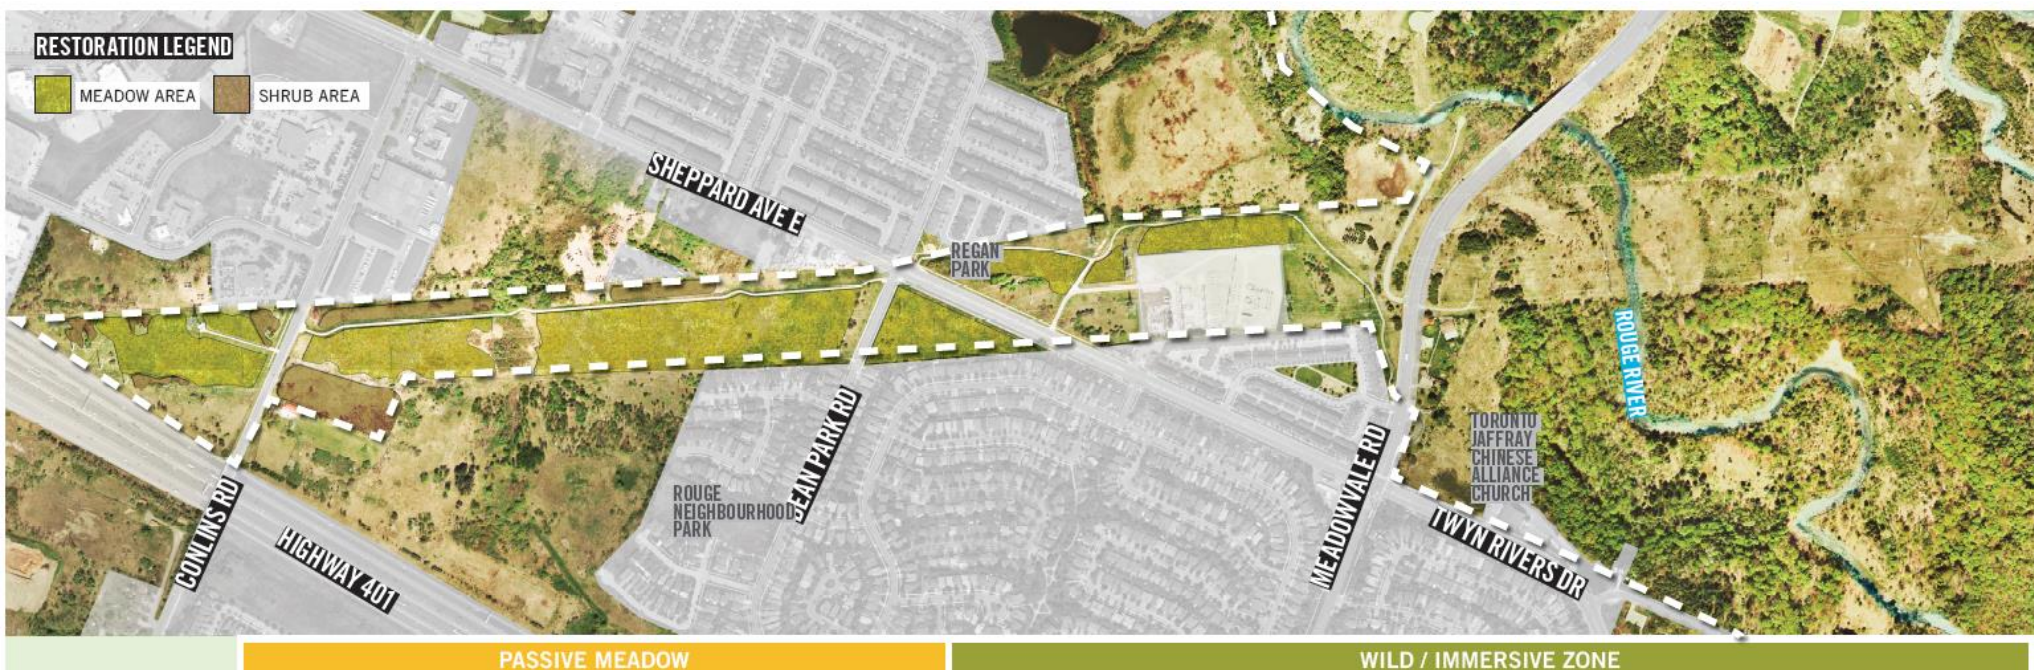 RESTORATION LEGEND
MEADOW AREA
SHRUB AREA
SHEPPARD AVE E
REGAN
PARK
ROUGE RIVER
TORONTO
JAFFRAY
CHINESE
ALLIANCE
CHURCH
DEAN PARK RD
ROUGE
NEIGHBOURHOOD
PARK
MEADOWVALE RD
TWYN RIVERS DR
CONLINS RD
HIGHWAY 401
PASSIVE MEADOW
WILD / IMMERSIVE ZONE